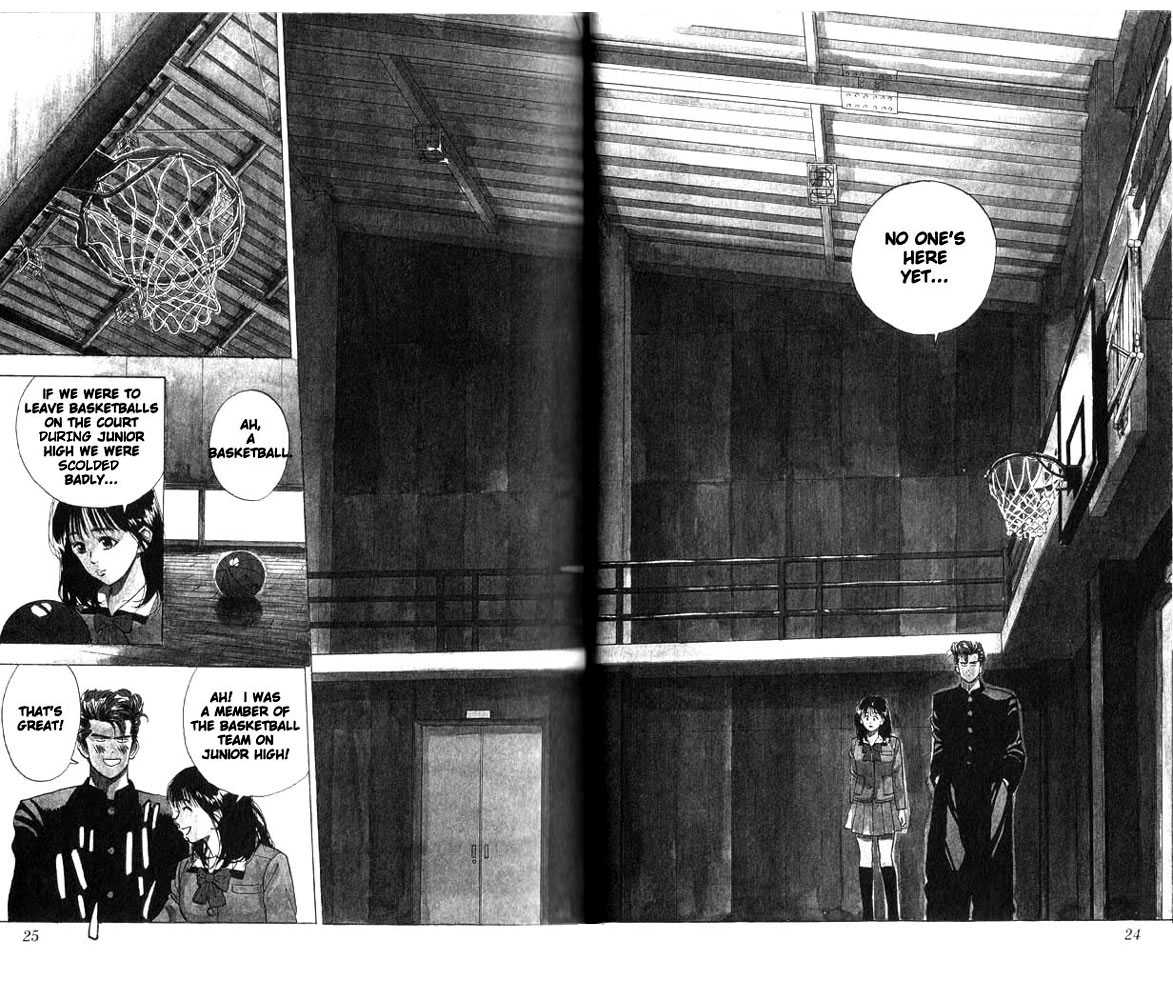 NO ONE'S
HERE
YET...
AH,
A
BASKETBALL.
IF WE WERE TO
LEAVE BASKETBALLS
ON THE COURT
DURING JUNIOR
HIGH WE WERE
SCOLDED
BADLY...
AH! I WAS
A MEMBER OF
THE BASKETBALL
TEAM ON
JUNIOR HIGH!
THAT'S
GREAT!
25
24